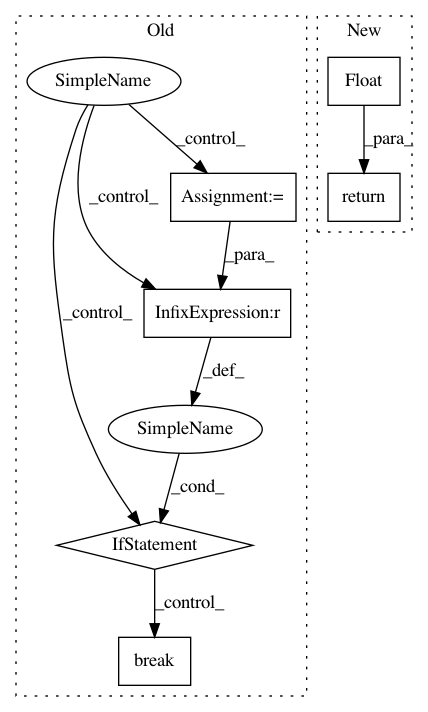 Old
New
SimpleName
Float
_control_
_para_
Assignment:=
return
_control_
_control_
_para_
InfixExpression:r
_def_
SimpleName
_cond_
IfStatement
_control_
break